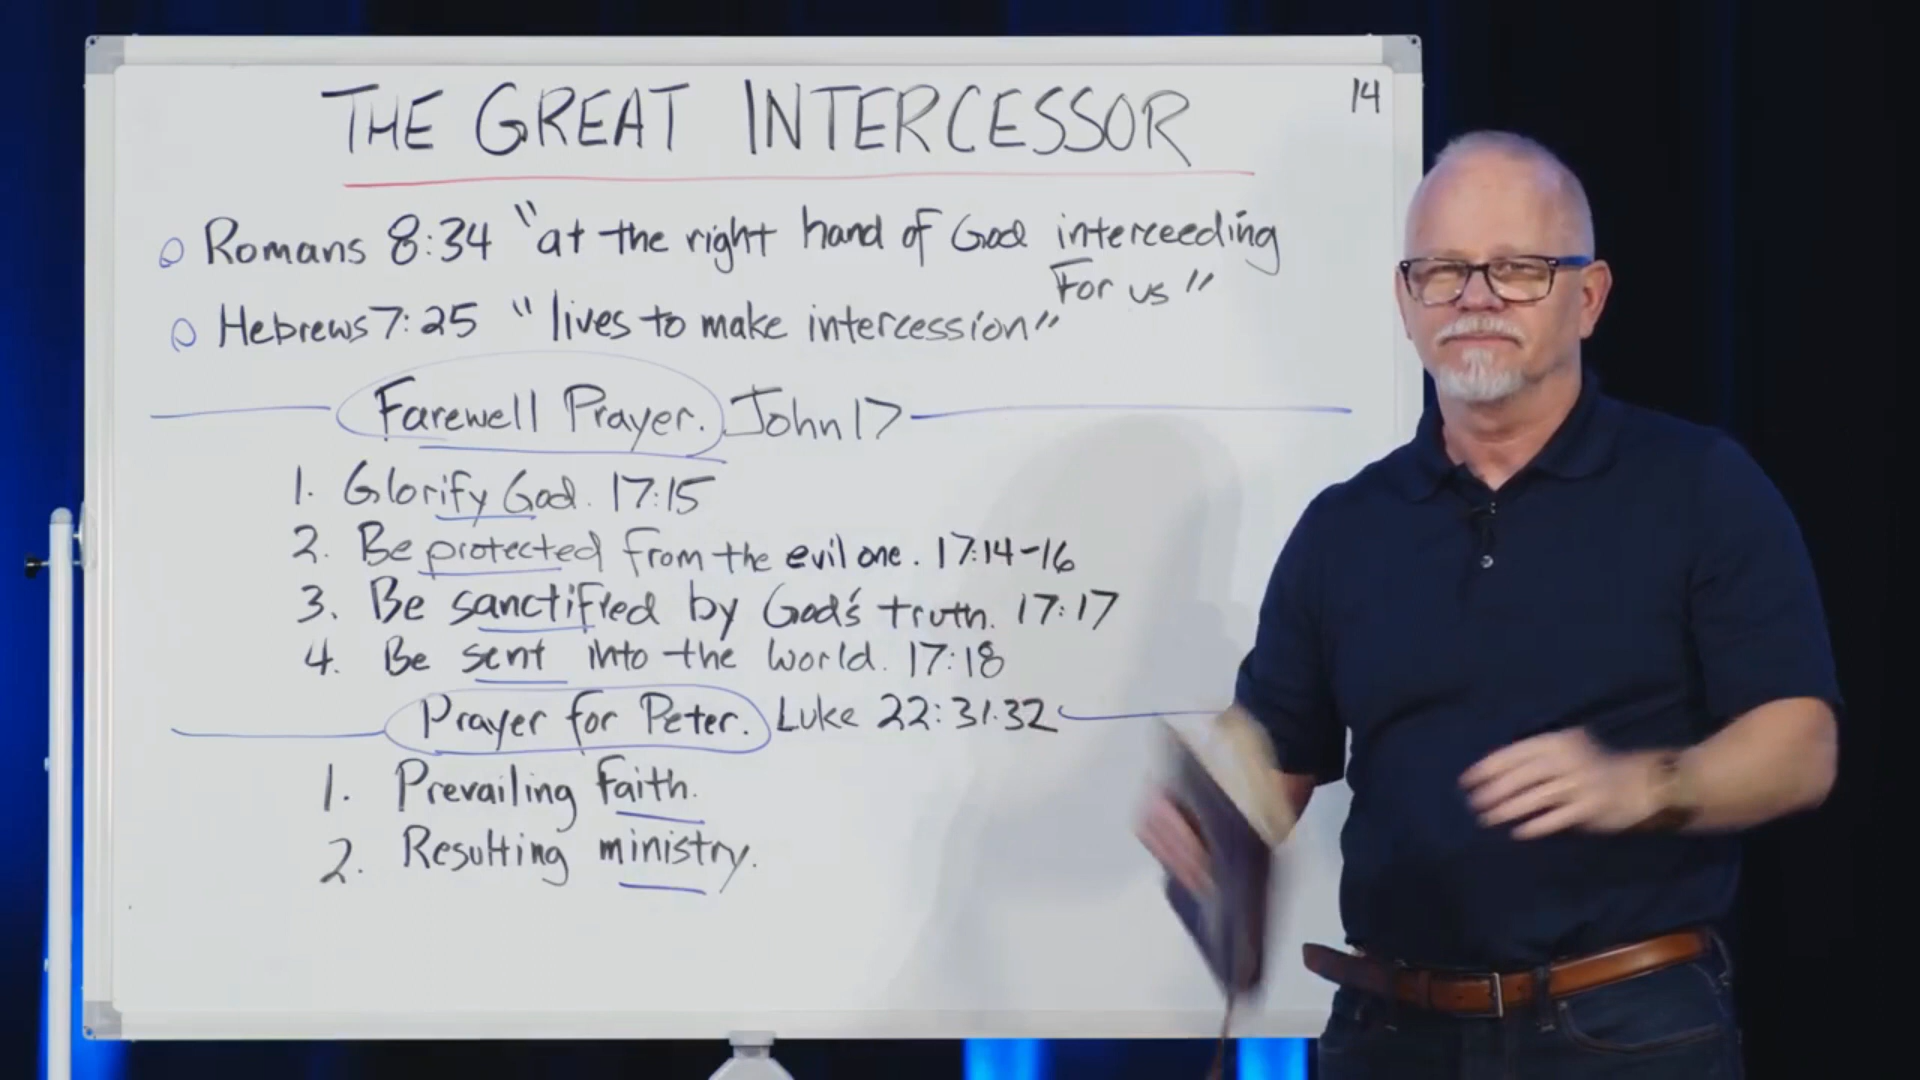 THE GREAT INTERCESSOR
14
Romans 8:34 "at the right hand of God interceeding
For us"
Hebrews 7:25 "lives to make intercession"
Farewell Prayer. John 17
1. Glorify God. 17:15
2. Be protected from the evil one. 17:14-16
3. Be sanctified by God's truth. 17:17
4. Be sent into the world. 17:18
Prayer for Peter. Luke 22:31.32
1. Prevailing faith.
2. Resulting ministry.